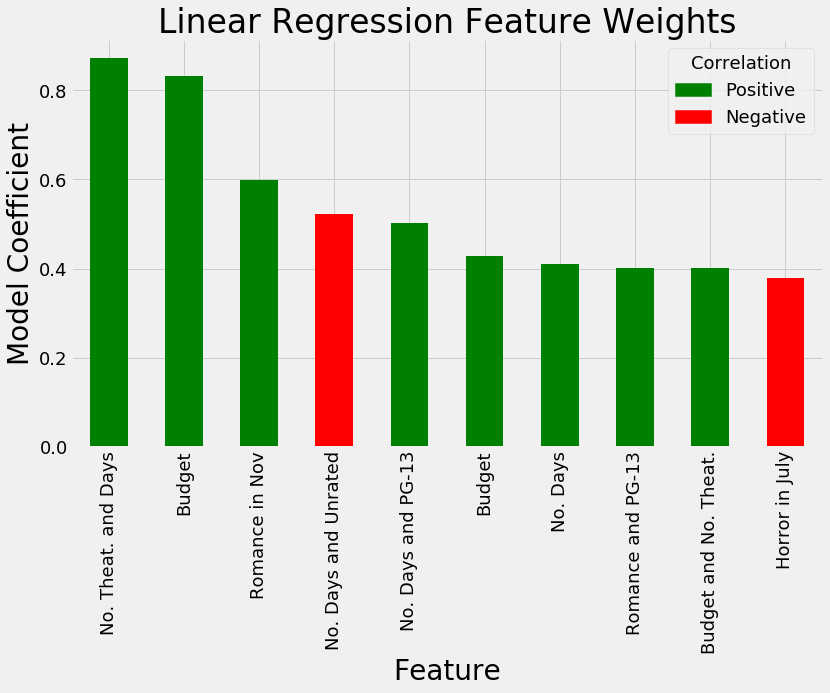 Linear Regression Feature Weights
Correlation
Positive
Negative
Model Coefficient
0.8
0.6
0.4
0.2
0.0
No. Theat. and Days
Budget
Romance in Nov
No. Days and Unrated
No. Days and PG-13
Budget
No. Days
Romance and PG-13
Budget and No. Theat.
Horror in July
Feature